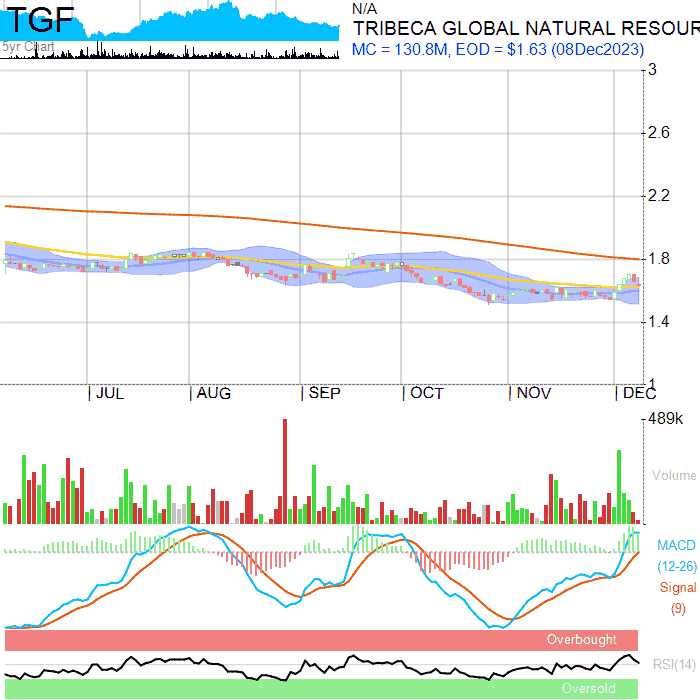 TGF
5yr Chart
N/A
TRIBECA GLOBAL NATURAL RESOUR
MC = 130.8M, EOD = $1.63 (08Dec2023)
3
2.6
2.2
1.8
1.4
1
JUL AUG SEP OCT NOV DEC
489k
Volume
MACD
(12-26)
Signal
(9)
Overbought
RSI(14)
Oversold